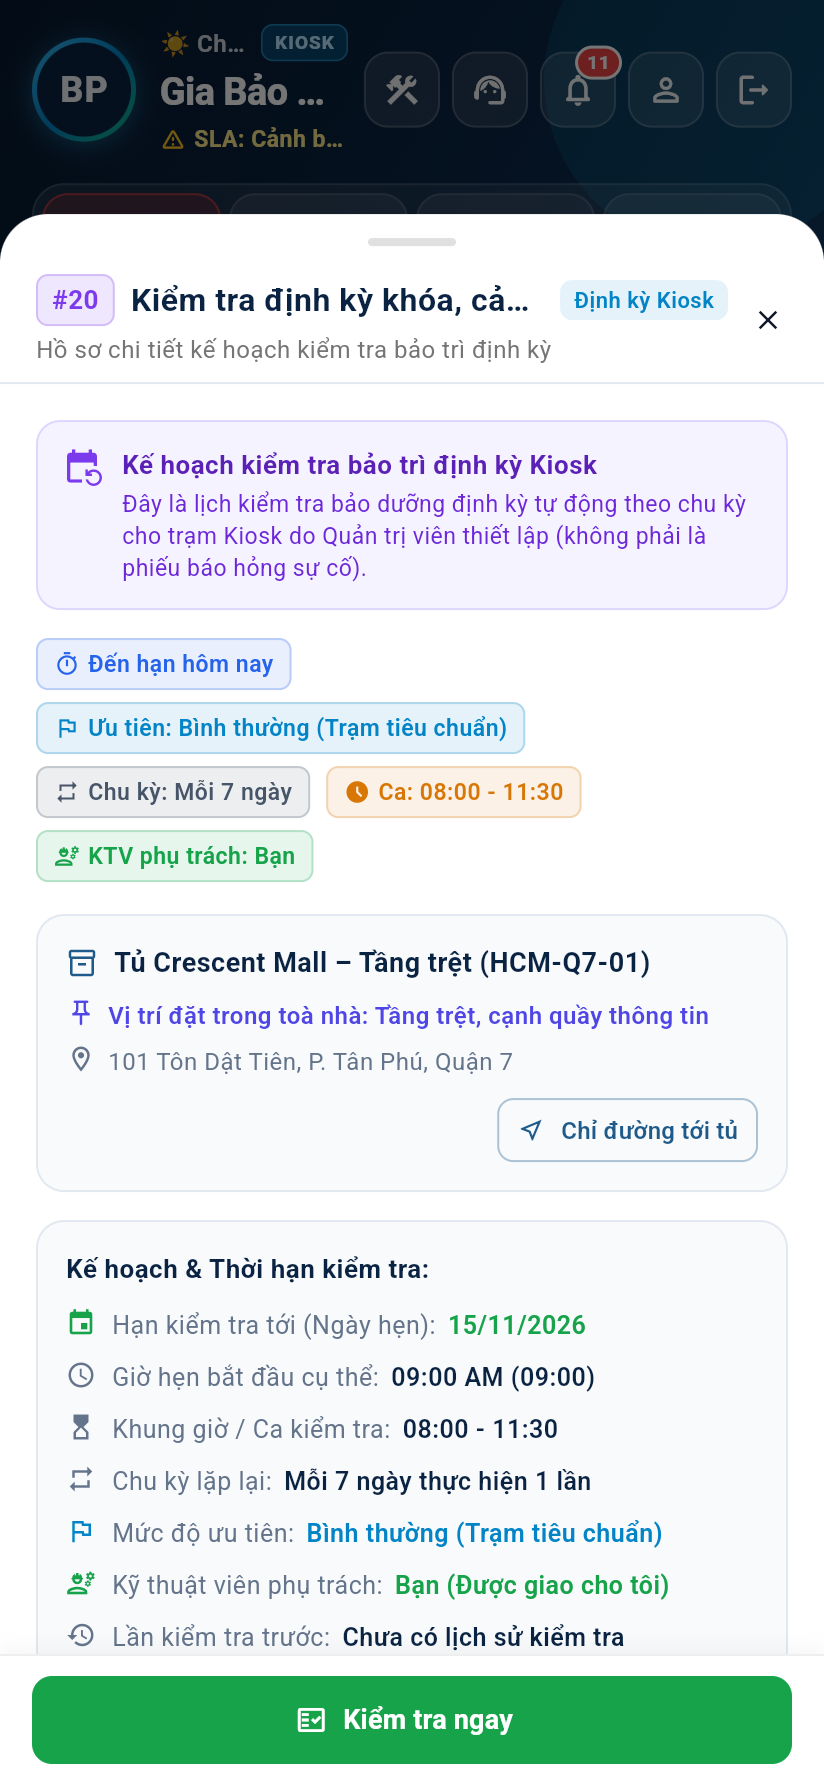 BP
Ch...
KIOSK
Gia Bảo ...
SLA: Cảnh b...
11
#20
Kiểm tra định kỳ khóa, cả...
Định kỳ Kiosk
Hồ sơ chi tiết kế hoạch kiểm tra bảo trì định kỳ
Kế hoạch kiểm tra bảo trì định kỳ Kiosk
Đây là lịch kiểm tra bảo dưỡng định kỳ tự động theo chu kỳ
cho trạm Kiosk do Quản trị viên thiết lập (không phải là
phiếu báo hỏng sự cố).
Đến hạn hôm nay
Ưu tiên: Bình thường (Trạm tiêu chuẩn)
Chu kỳ: Mỗi 7 ngày
Ca: 08:00 - 11:30
KTV phụ trách: Bạn
Tủ Crescent Mall – Tầng trệt (HCM-Q7-01)
Vị trí đặt trong toà nhà: Tầng trệt, cạnh quầy thông tin
101 Tôn Dật Tiên, P. Tân Phú, Quận 7
Chỉ đường tới tủ
Kế hoạch & Thời hạn kiểm tra:
Hạn kiểm tra tới (Ngày hẹn): 15/11/2026
Giờ hẹn bắt đầu cụ thể: 09:00 AM (09:00)
Khung giờ / Ca kiểm tra: 08:00 - 11:30
Chu kỳ lặp lại: Mỗi 7 ngày thực hiện 1 lần
Mức độ ưu tiên: Bình thường (Trạm tiêu chuẩn)
Kỹ thuật viên phụ trách: Bạn (Được giao cho tôi)
Lần kiểm tra trước: Chưa có lịch sử kiểm tra
Kiểm tra ngay